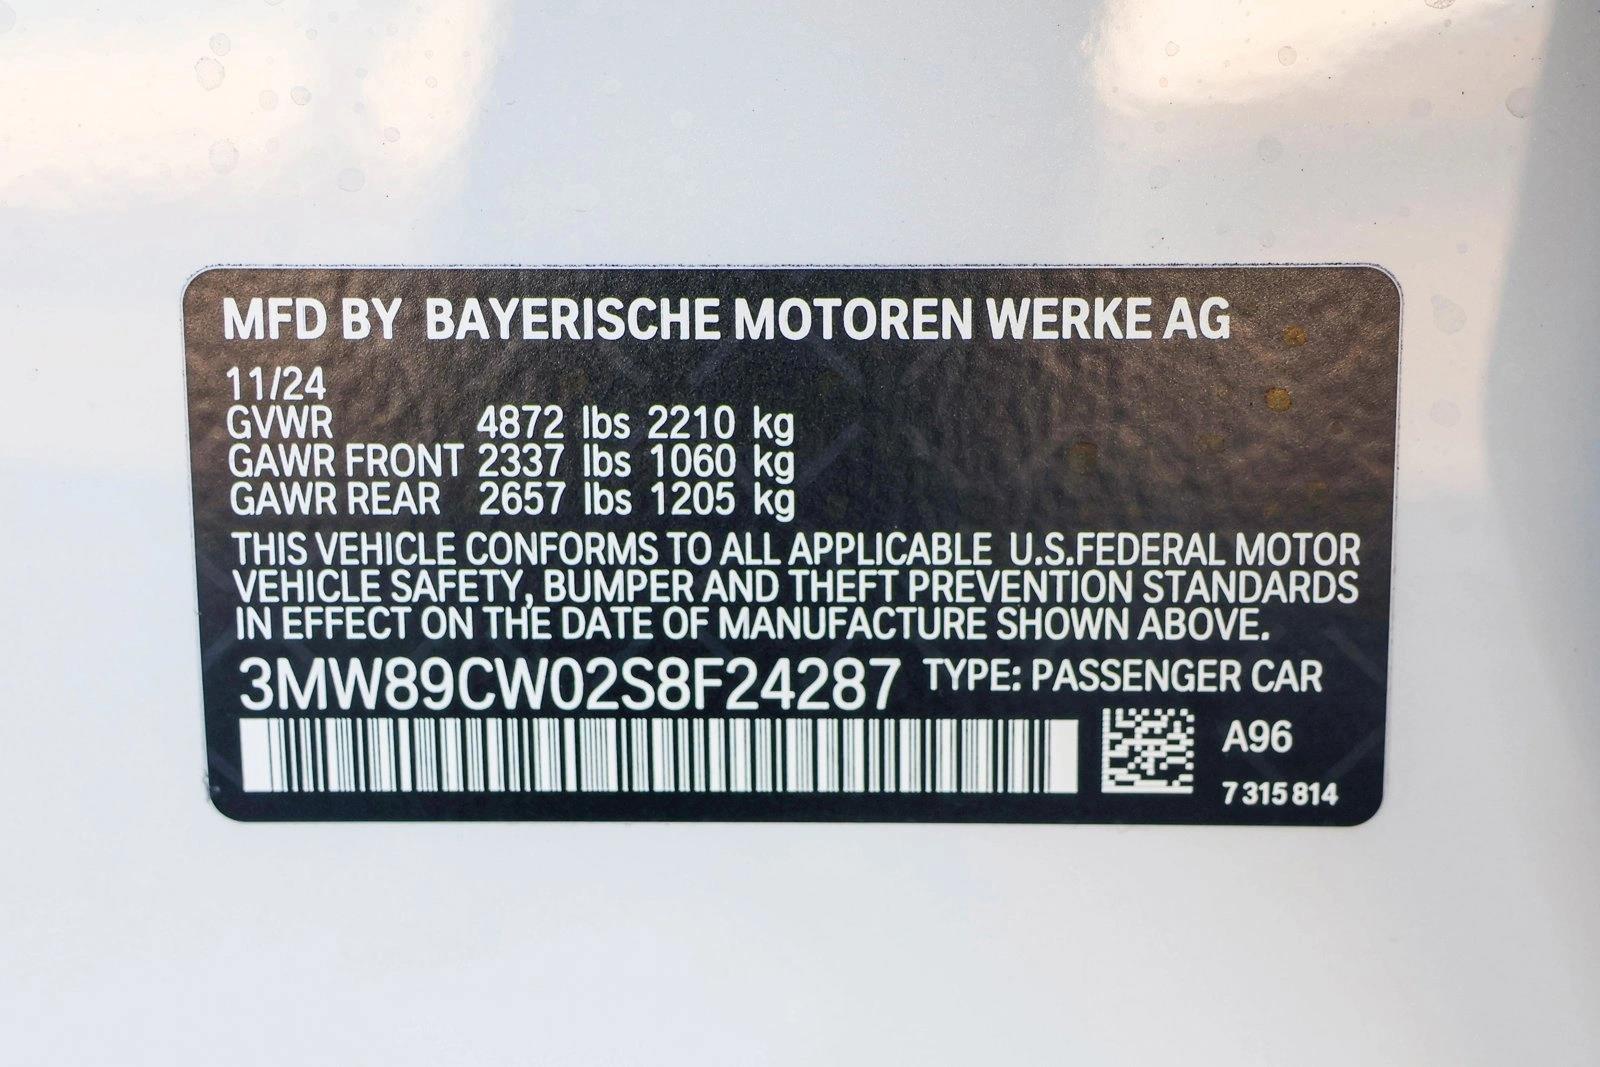 MFD BY BAYERISCHE MOTOREN WERKE AG
11/24
GVWR 4872 lbs 2210 kg
GAWR FRONT 2337 lbs 1060 kg
GAWR REAR 2657 lbs 1205 kg
THIS VEHICLE CONFORMS TO ALL APPLICABLE U.S.FEDERAL MOTOR
VEHICLE SAFETY, BUMPER AND THEFT PREVENTION STANDARDS
IN EFFECT ON THE DATE OF MANUFACTURE SHOWN ABOVE.
3MW89CW02S8F24287 TYPE: PASSENGER CAR
A96
7 315 814